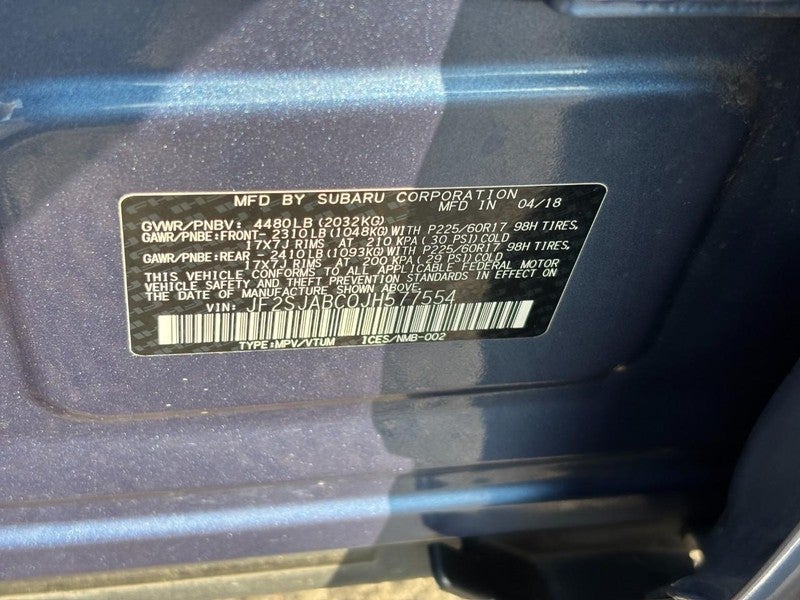 MFD BY SUBARU CORPORATION
MFD IN 04/18
GVWR/PNBV: 4480LB(2032KG)
GAWR/PNBE:FRONT- 2310LB(1048KG)WITH P225/60R17 98H TIRES,
17X7J RIMS AT 210 KPA(30 PSI)COLD
GAWR/PNBE:REAR - 2410LB(1093KG)WITH P225/60R17 98H TIRES,
17X7J RIMS AT 200 KPA(29 PSI)COLD
THIS VEHICLE CONFORMS TO ALL APPLICABLE FEDERAL MOTOR
VEHICLE SAFETY AND THEFT PREVENTION STANDARDS IN EFFECT
ON THE DATE OF MANUFACTURE SHOWN ABOVE.
VIN: JF2SJABC0JH577554
TYPE:MPV/VTUM ICES/NMB-002